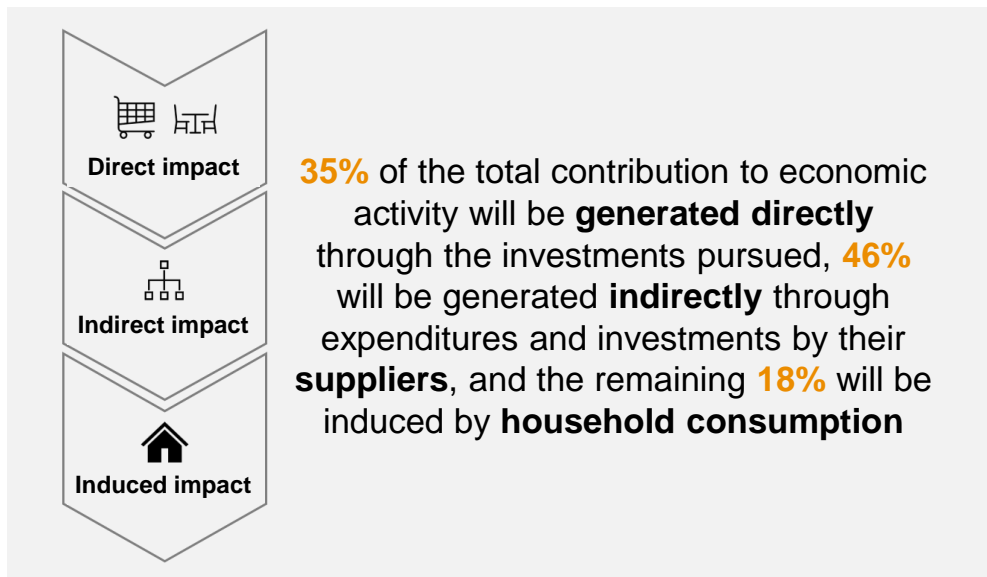 Direct impact
Indirect impact
Induced impact
35% of the total contribution to economic
activity will be generated directly
through the investments pursued, 46%
will be generated indirectly through
expenditures and investments by their
suppliers, and the remaining 18% will be
induced by household consumption